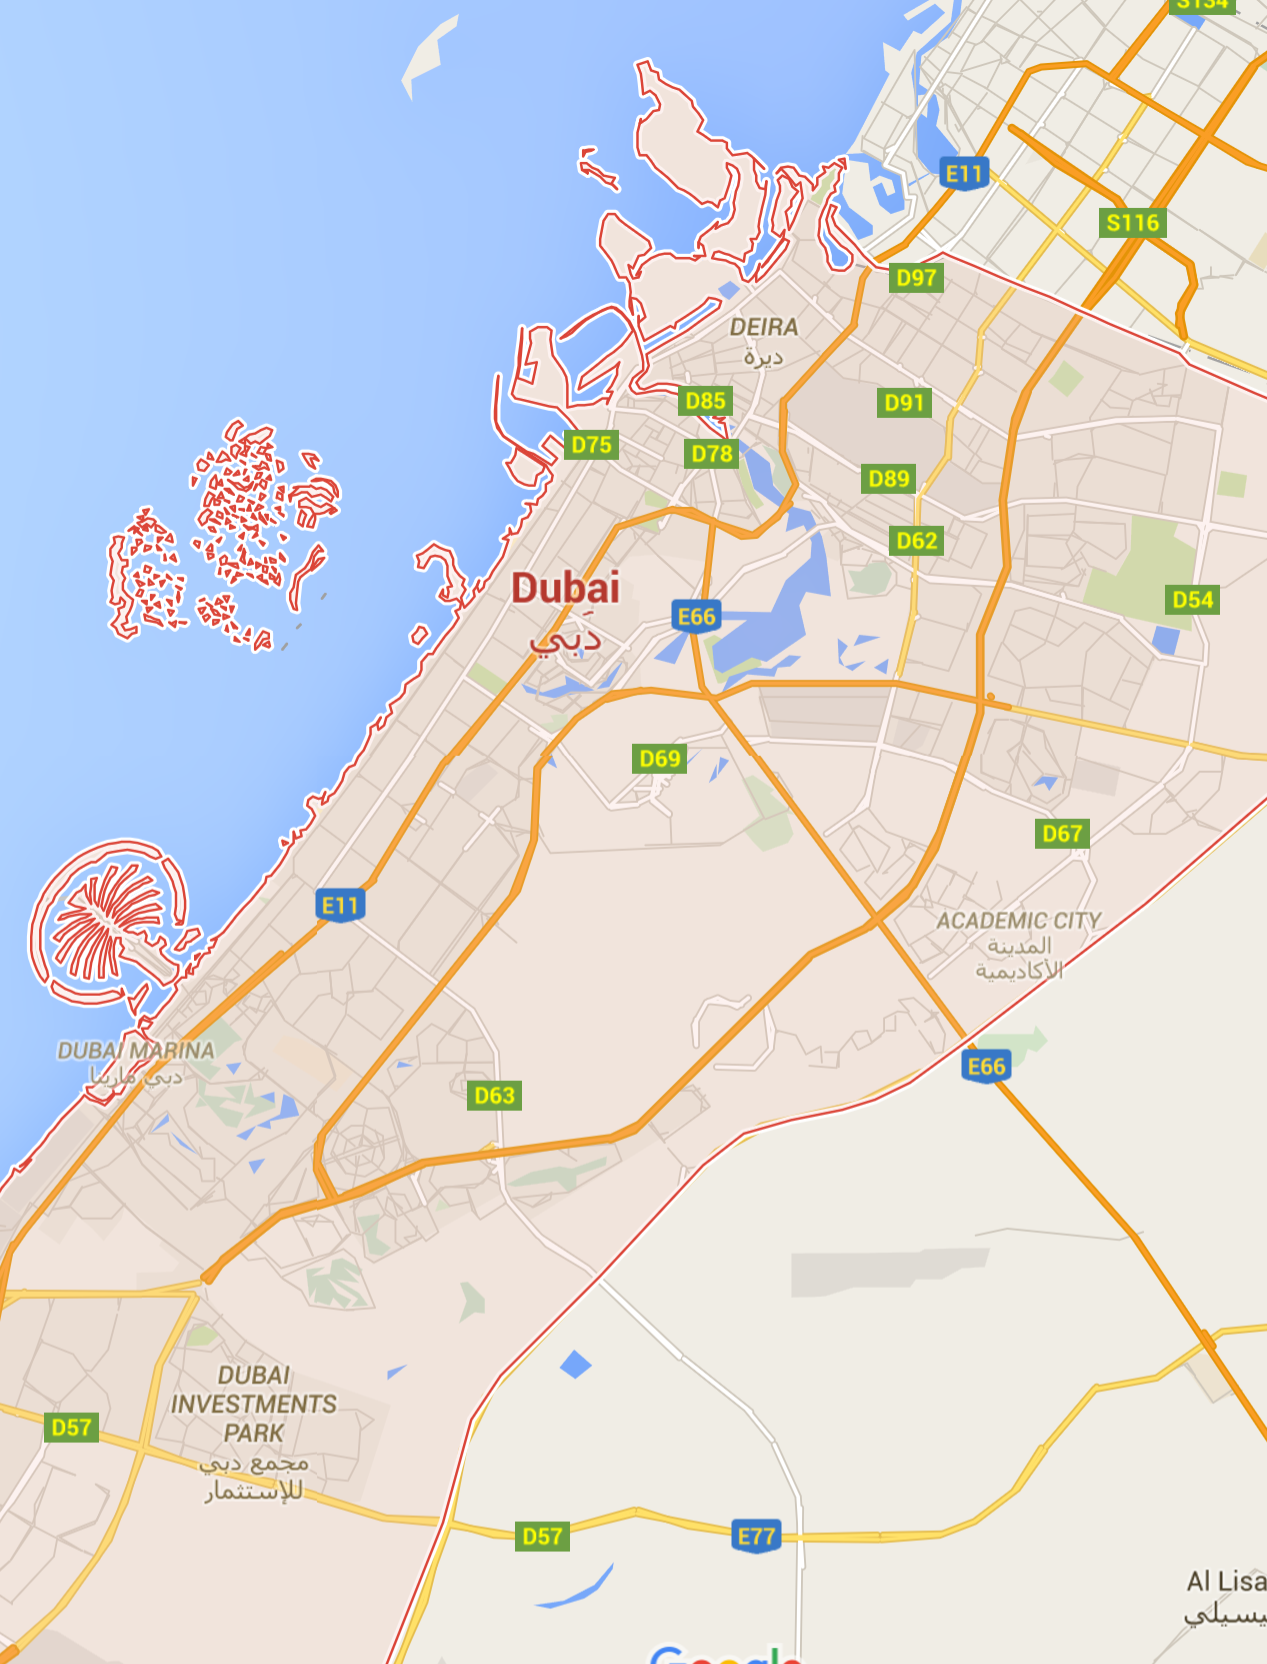 S134
E11
S116
D97
DEIRA
ديرة
D85
D91
D75
D78
D89
D62
Dubai
دبي
E66
D54
D69
D67
E11
ACADEMIC CITY
المدينة
الأكاديمية
DUBAI MARINA
دبي مارينا
E66
D63
DUBAI
INVESTMENTS
PARK
مجمع دبي
للإستثمار
D57
D57
E77
Al Lisa
يسيلي
Google